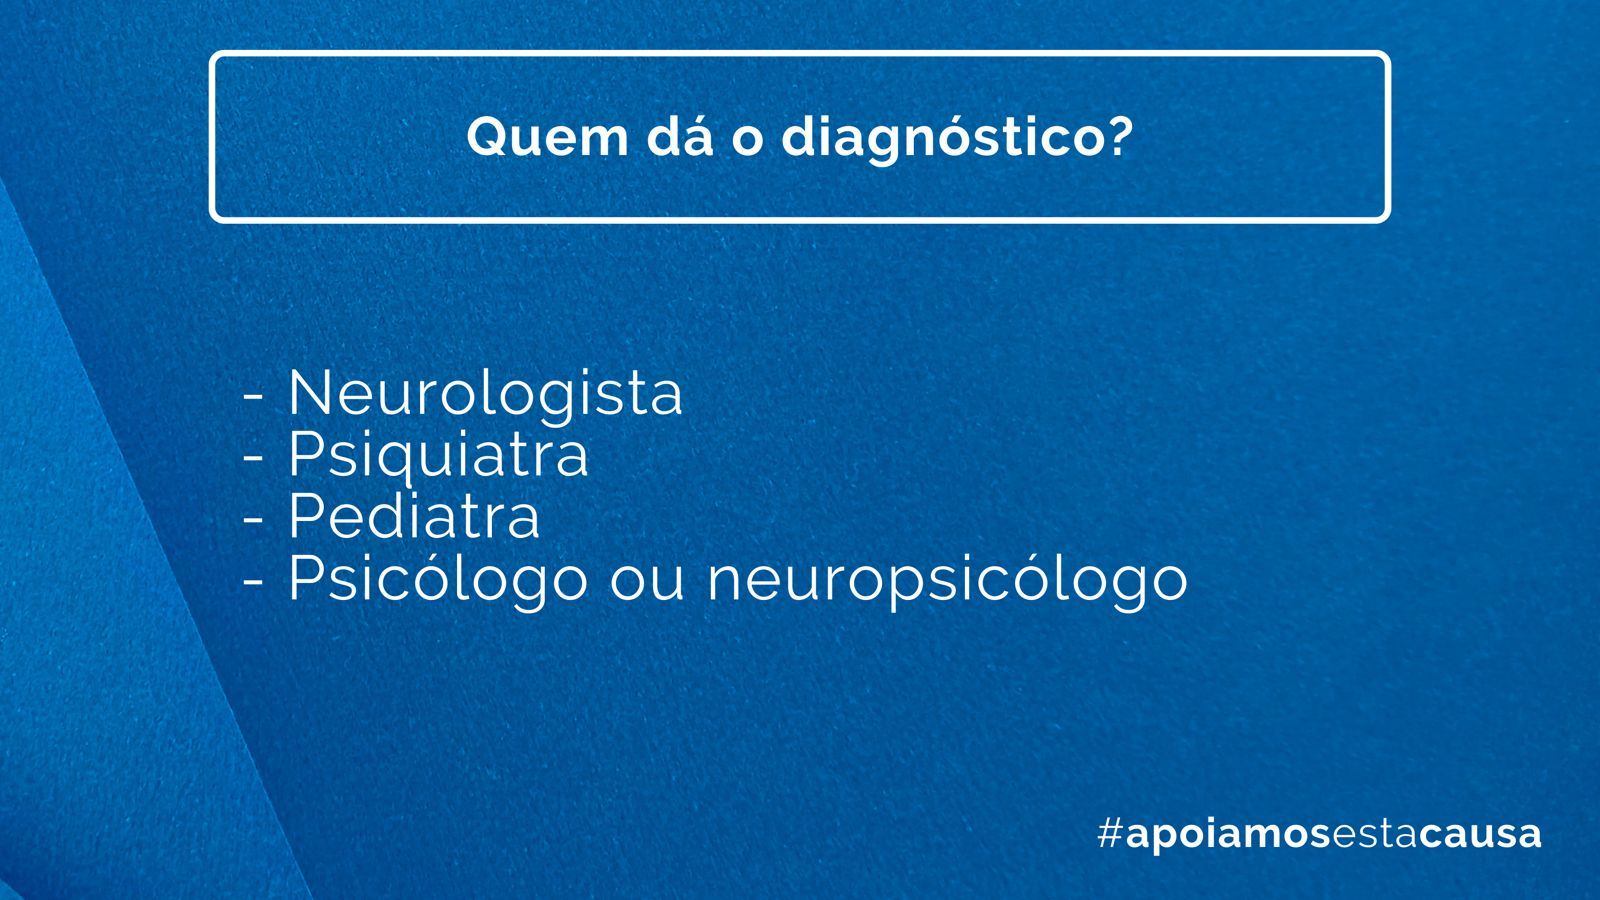 Quem dá o diagnóstico?
- Neurologista
- Psiquiatra
- Pediatra
- Psicólogo ou neuropsicólogo
#apoiamosestacausa